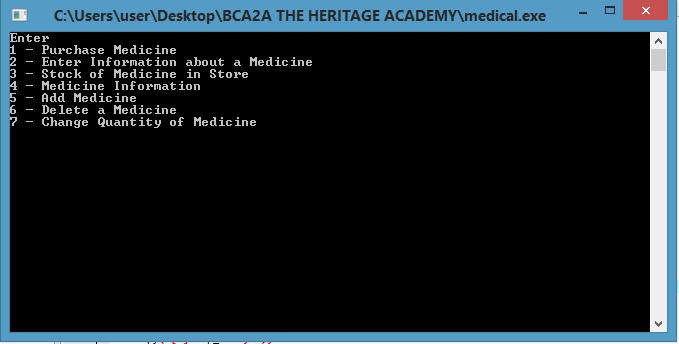 C:\Users\user\Desktop\BCA2A THE HERITAGE ACADEMY\medical.exe
Enter
1 - Purchase Medicine
2 - Enter Information about a Medicine
3 - Stock of Medicine in Store
4 - Medicine Information
5 - Add Medicine
6 - Delete a Medicine
7 - Change Quantity of Medicine